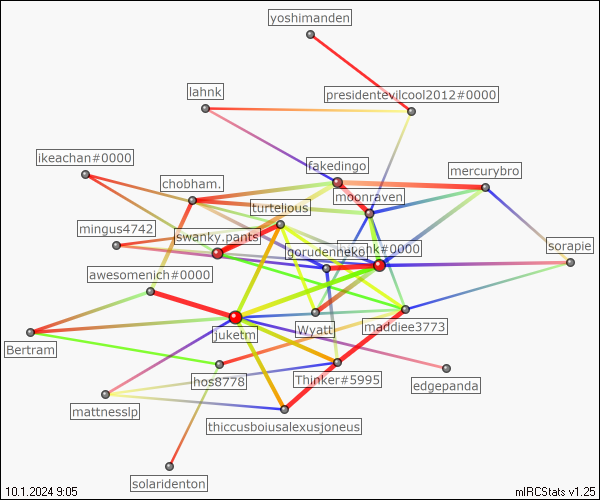 yoshimanden
lahnk
presidentevilcool2012#0000
ikeachan#0000
fakedingo
mercurybro
chobham.
moonraven
turtelious
mingus4742
swanky.pants
gorudenneko
#0000
sorapie
awesomenich#0000
juketm
Wyatt
maddiee3773
Bertram
hos8778
Thinker#5995
edgepanda
mattnesslp
thiccusboiusalexusjoneus
solaridenton
10.1.2024 9:05
mIRCStats v1.25